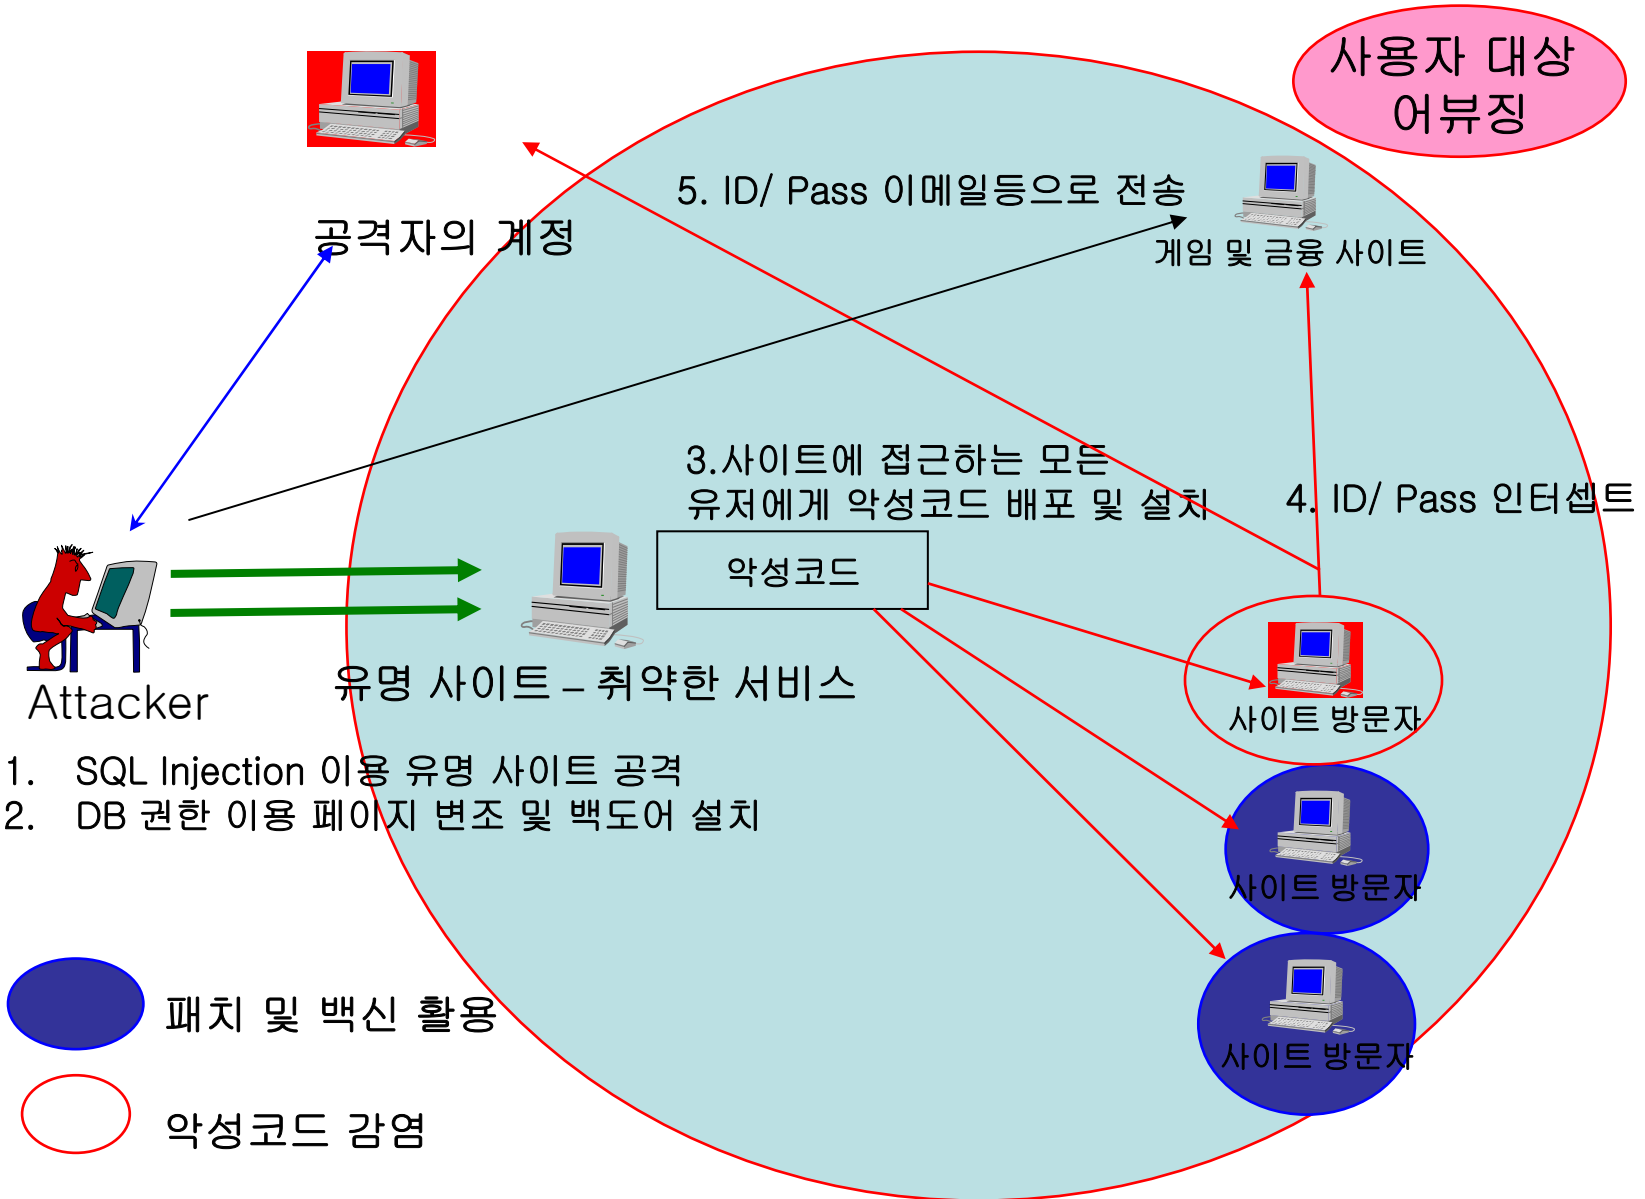 사용자 대상
어뷰징
5. ID/ Pass 이메일등으로 전송
공격자의 계정
게임 및 금융 사이트
3.사이트에 접근하는 모든
유저에게 악성코드 배포 및 설치
4. ID/ Pass 인터셉트
악성코드
유명 사이트 – 취약한 서비스
Attacker
사이트 방문자
1. SQL Injection 이용 유명 사이트 공격
2. DB 권한 이용 페이지 변조 및 백도어 설치
사이트 방문자
패치 및 백신 활용
사이트 방문자
악성코드 감염